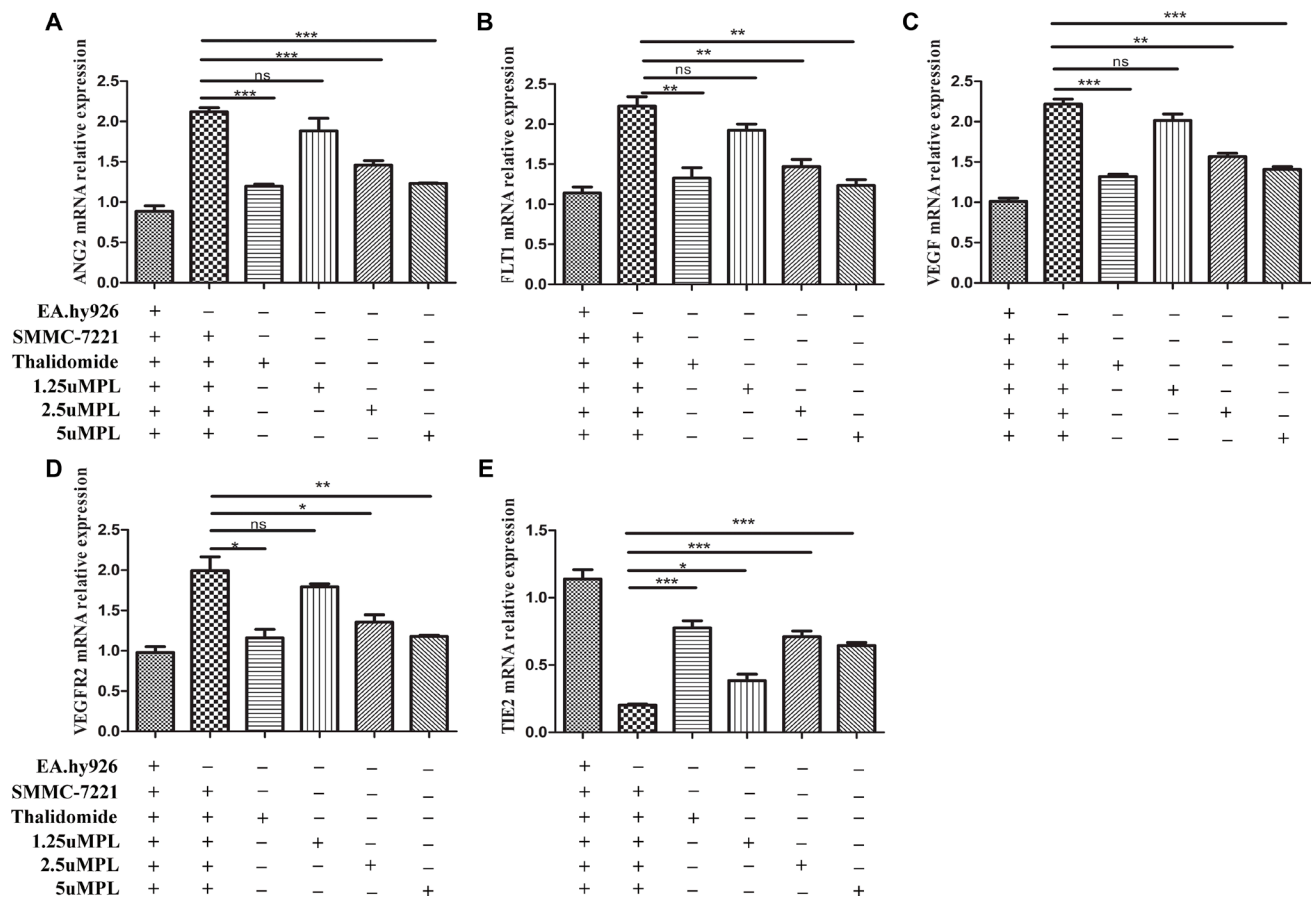 A
B
C
***
***
ns
***
ANG2 mRNA relative expression
2.5
2.0
1.5
1.0
0.5
0.0
**
**
ns
**
FLT1 mRNA relative expression
2.5
2.0
1.5
1.0
0.5
0.0
***
**
ns
***
VEGF mRNA relative expression
2.5
2.0
1.5
1.0
0.5
0.0
EA.hy926 + − − − − − + − − − − − + − − − − −
SMMC-7221 + + − − − − + + − − − − + + − − − −
Thalidomide + + + − − − + + + − − − + + + − − −
1.25uMPL + + − + − − + + − + − − + + − + − −
2.5uMPL + + − − + − + + − − + − + + − − + −
5uMPL + + − − − + + + − − − + + + − − − +
D
E
**
*
ns
*
VEGFR2 mRNA relative expression
2.5
2.0
1.5
1.0
0.5
0.0
***
***
*
***
TIE2 mRNA relative expression
1.5
1.0
0.5
0.0
EA.hy926 + − − − − − + − − − − −
SMMC-7221 + + − − − − + + − − − −
Thalidomide + + + − − − + + + − − −
1.25uMPL + + − + − − + + − + − −
2.5uMPL + + − − + − + + − − + −
5uMPL + + − − − + + + − − − +